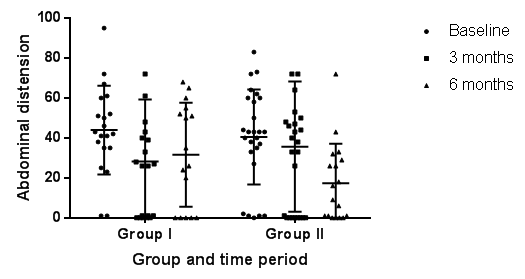 100
80
60
40
20
0
Abdominal distension
Group I
Group II
Group and time period
Baseline
3 months
6 months